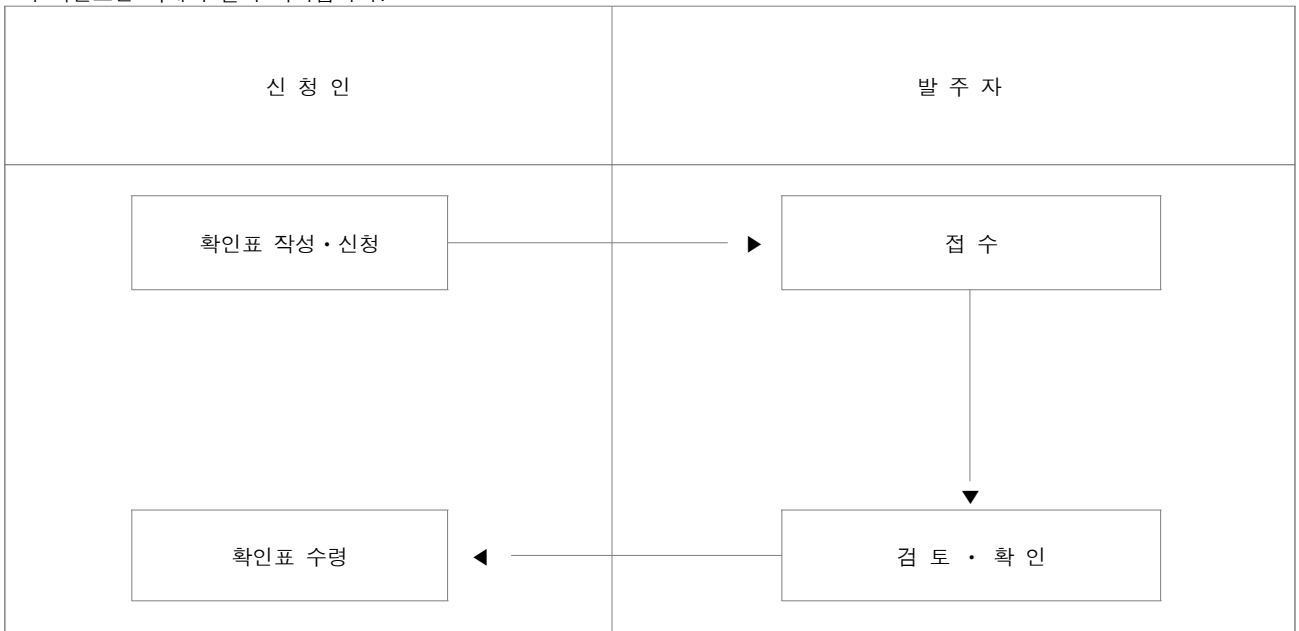 신 청 인
발 주 자
확인표 작성·신청
▶
접 수
▼
확인표 수령
◀
검 토 · 확 인